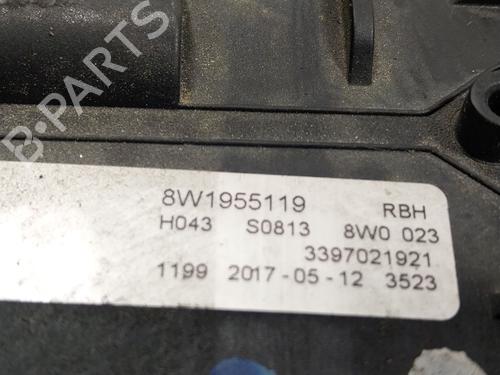 B-PARTS
8W1955119 RBH
H043 S0813 8W0 023
3397021921
1199 2017-05-12 3523